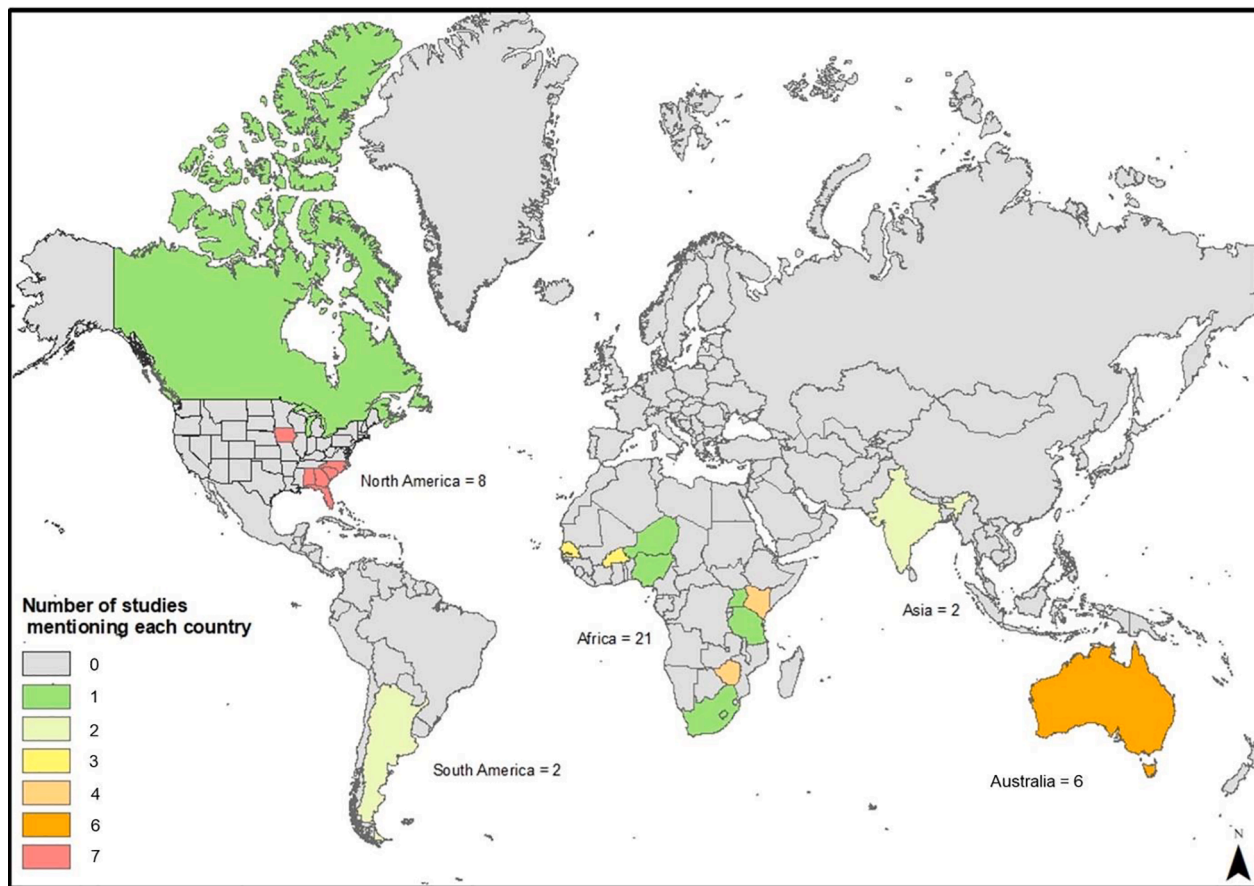 North America = 8
Africa = 21
Asia = 2
South America = 2
Australia = 6
Number of studies
mentioning each country
0
1
2
3
4
6
7
N